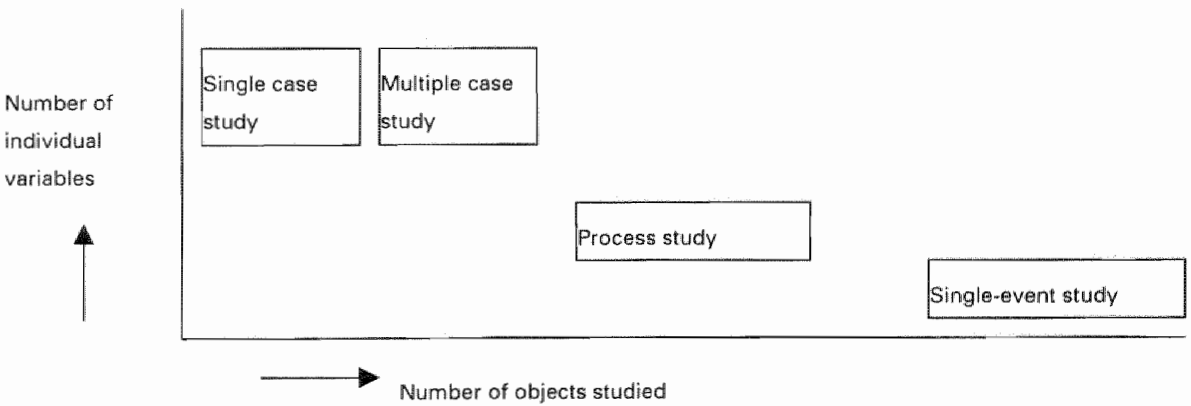 Number of
individual
variables
Single case
study
Multiple case
study
Process study
Single-event study
Number of objects studied